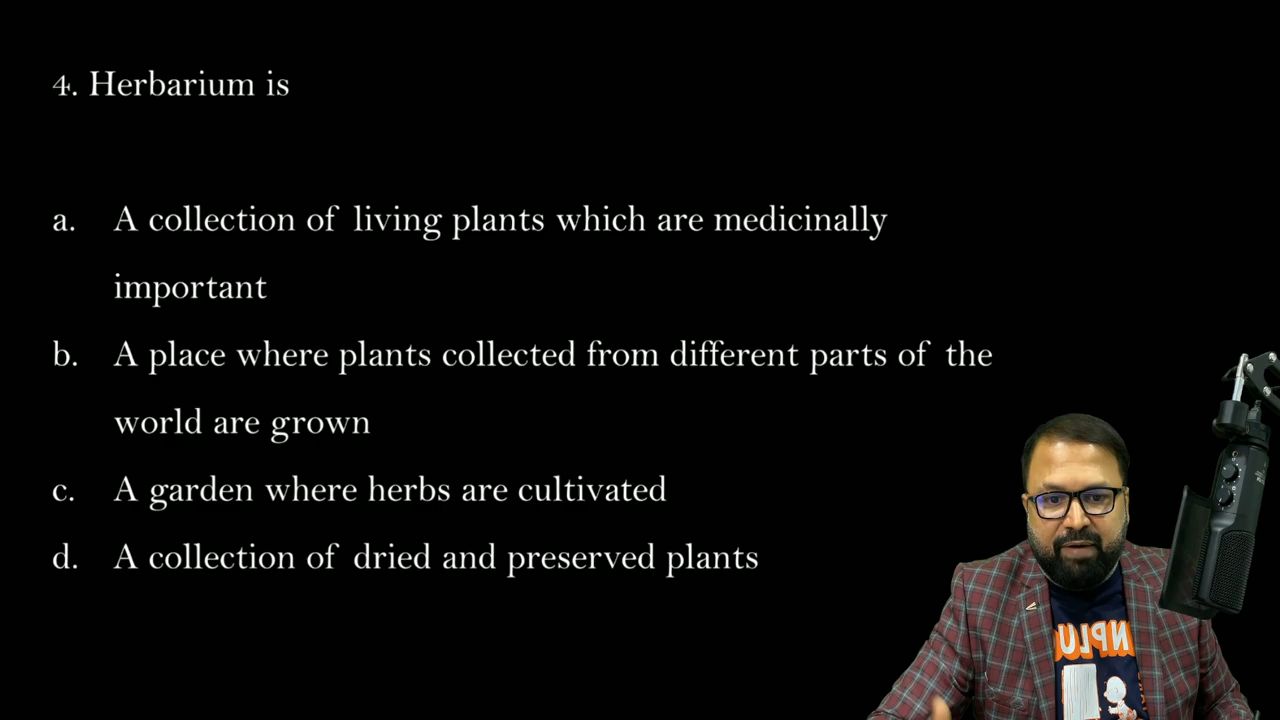 4. Herbarium is
a. A collection of living plants which are medicinally
important
b. A place where plants collected from different parts of the
world are grown
c. A garden where herbs are cultivated
d. A collection of dried and preserved plants